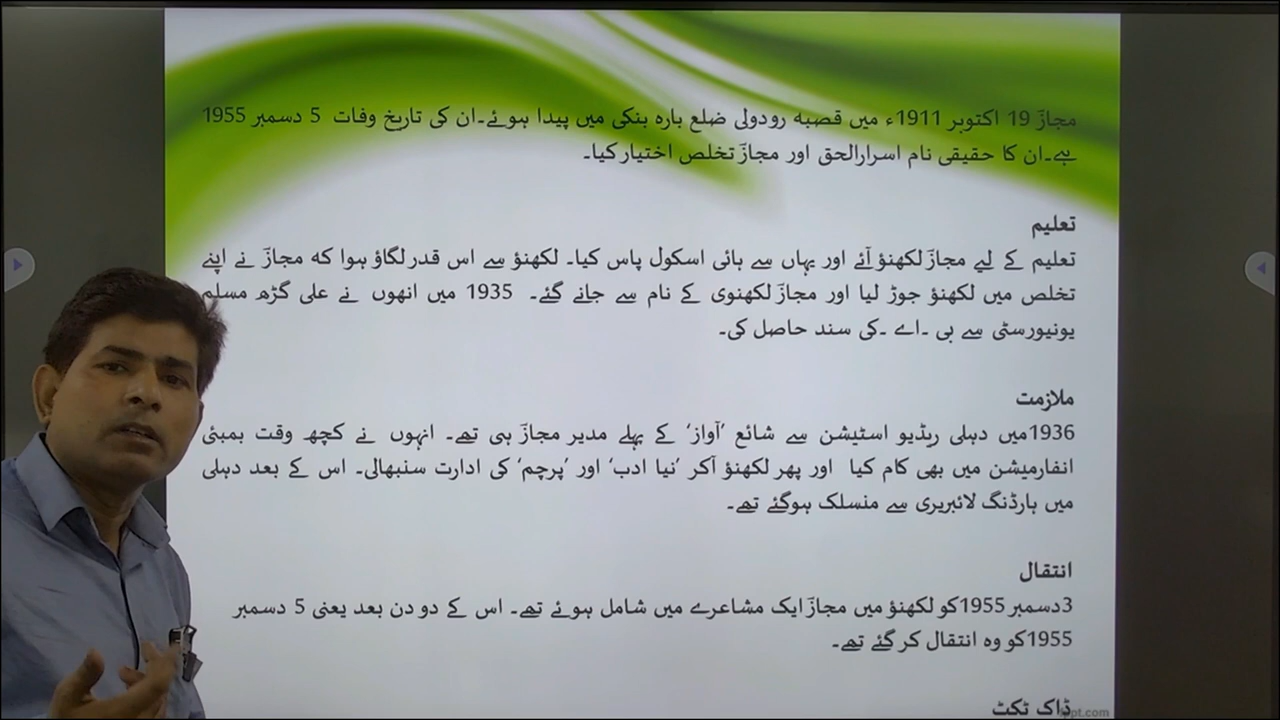 مجازؔ 19 اکتوبر 1911ء میں قصبہ رودولی ضلع بارہ بنکی میں پیدا ہوئے۔ان کی تاریخ وفات 5 دسمبر 1955
ہے۔ان کا حقیقی نام اسرارالحق اور مجازؔ تخلص اختیار کیا۔
تعلیم
تعلیم کے لیے مجازؔ لکھنؤ آئے اور یہاں سے ہائی اسکول پاس کیا۔ لکھنؤ سے اس قدر لگاؤ ہوا کہ مجازؔ نے اپنے
تخلص میں لکھنؤ جوڑ لیا اور مجازؔ لکھنوی کے نام سے جانے گئے۔ 1935 میں انھوں نے علی گڑھ مسلم
یونیورسٹی سے بی ۔اے ۔کی سند حاصل کی۔
ملازمت
1936میں دہلی ریڈیو اسٹیشن سے شائع ’آواز‘ کے پہلے مدیر مجازؔ ہی تھے۔ انہوں نے کچھ وقت بمبئی
انفارمیشن میں بھی کام کیا اور پھر لکھنؤ آکر ’نیا ادب‘ اور ’پرچم‘ کی ادارت سنبھالی۔ اس کے بعد دہلی
میں ہارڈنگ لائبریری سے منسلک ہوگئے تھے۔
انتقال
3دسمبر 1955کو لکھنؤ میں مجازؔ ایک مشاعرے میں شامل ہوئے تھے۔ اس کے دو دن بعد یعنی 5 دسمبر
1955کو وہ انتقال کر گئے تھے۔
ڈاک ٹکٹ